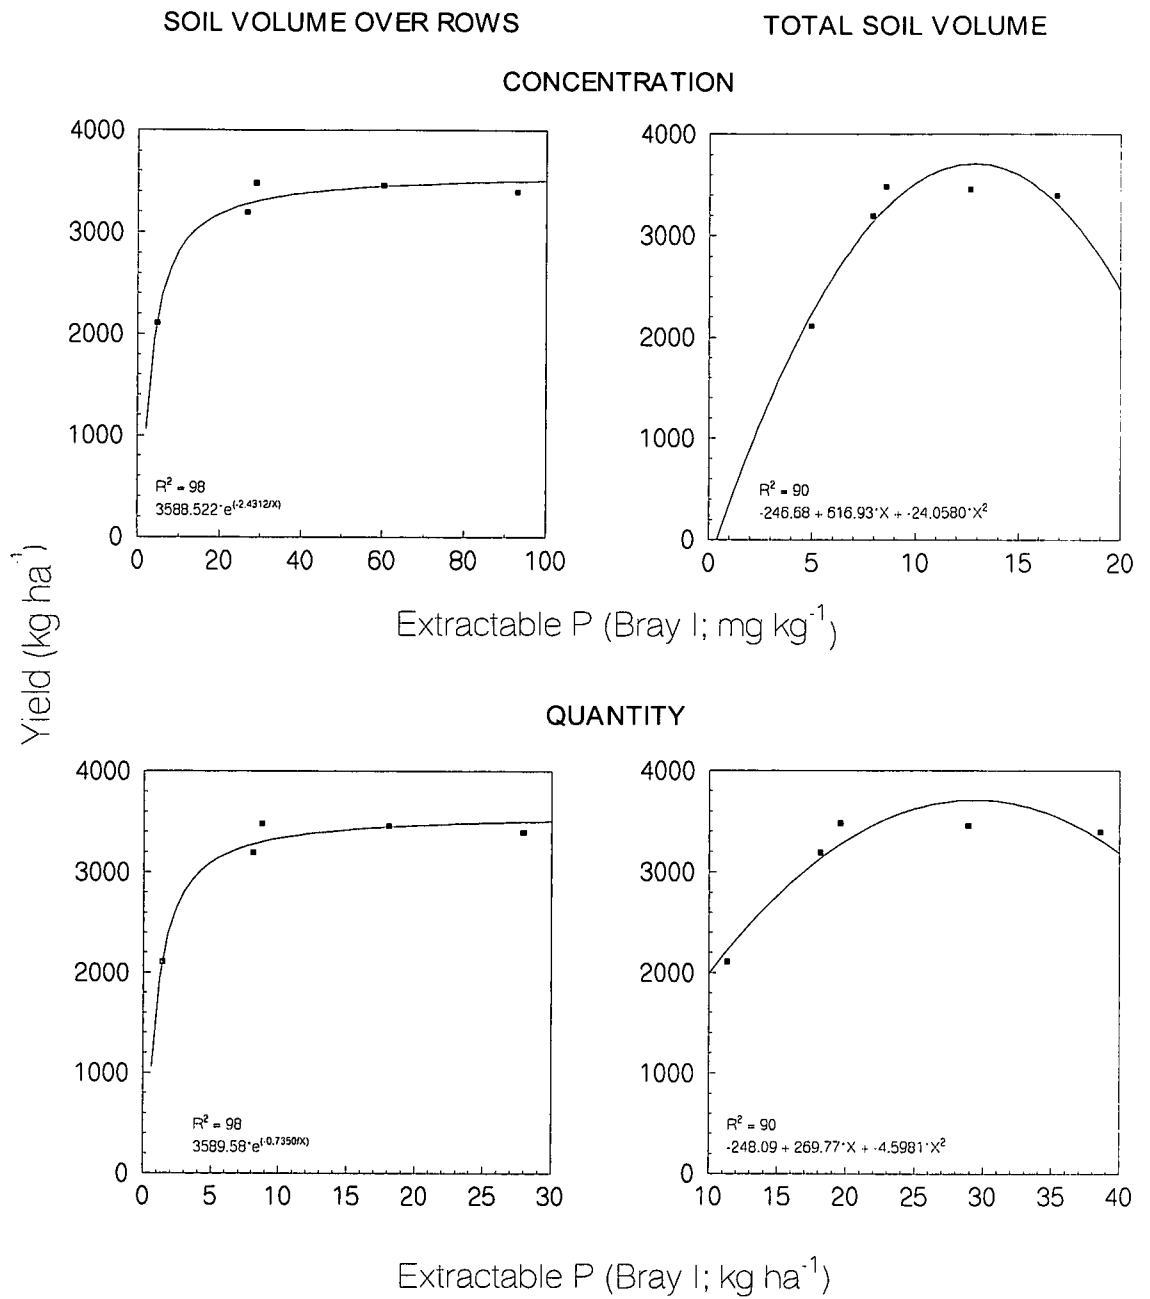 SOIL VOLUME OVER ROWS
TOTAL SOIL VOLUME
CONCENTRATION
4000
3000
2000
1000
0
0 20 40 60 80 100
R² = 98
3588.522*e(-2.4312/X)
4000
3000
2000
1000
0
0 5 10 15 20
R² = 90
-246.68 + 616.93*X + -24.0580*X²
Yield (kg ha⁻¹)
Extractable P (Bray I; mg kg⁻¹)
QUANTITY
4000
3000
2000
1000
0
0 5 10 15 20 25 30
R² = 98
3589.58*e(-0.7350/X)
4000
3000
2000
1000
0
10 15 20 25 30 35 40
R² = 90
-248.09 + 269.77*X + -4.5981*X²
Extractable P (Bray I; kg ha⁻¹)